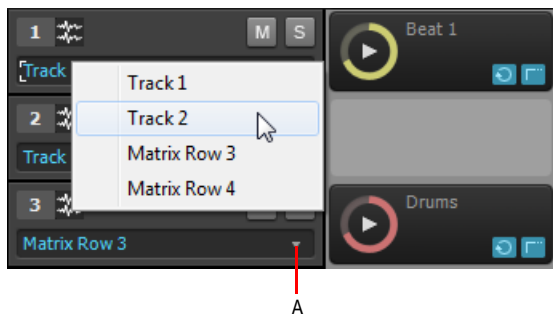 1 M S Beat 1
Track
Track 1
2 Track 2
Track Matrix Row 3
3 Matrix Row 4 Drums
Matrix Row 3
A